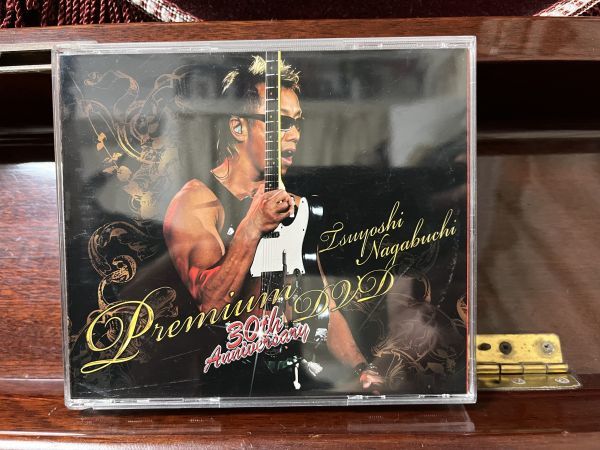 Tsuyoshi
Nagabuchi
Premium DVD
30th
Anniversary